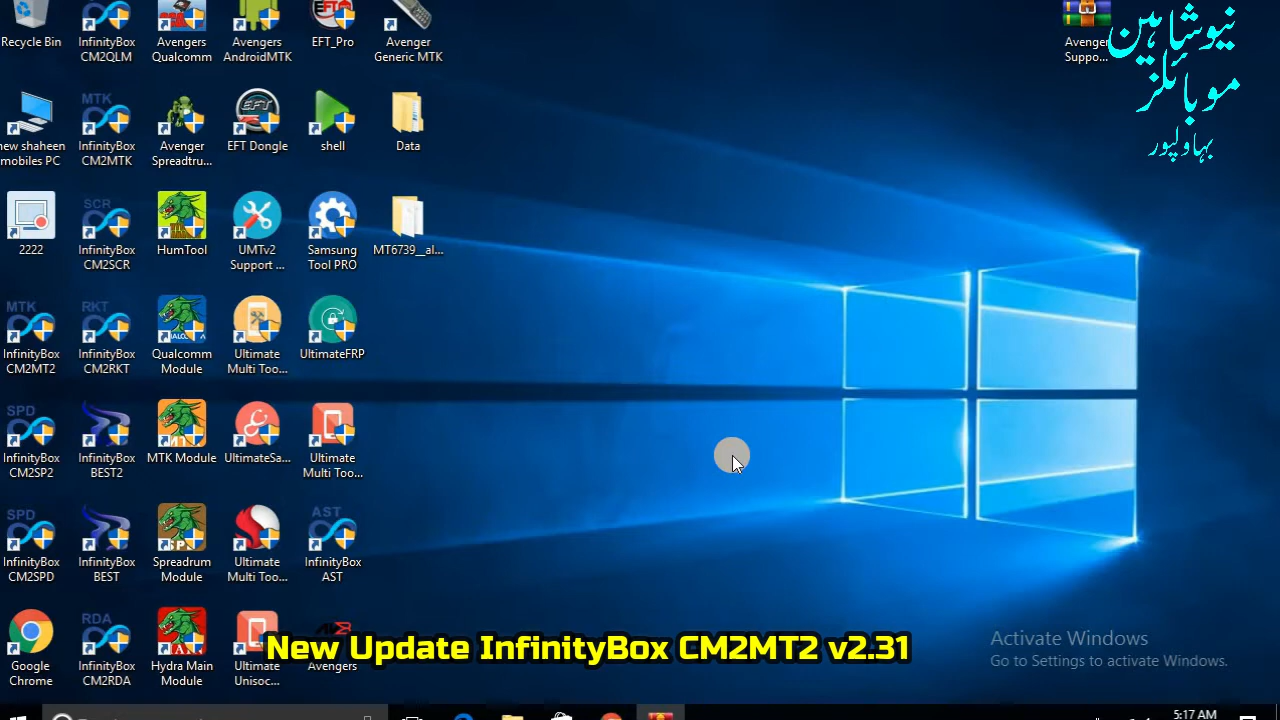 Recycle Bin
InfinityBox
CM2QLM
Avengers
Qualcomm
Avengers
AndroidMTK
EFT_Pro
Avenger
Generic MTK
Avenger
Suppo...
نیوشاہین
موبائلز
بہاولپور
new shaheen
mobiles PC
MTK
InfinityBox
CM2MTK
Avenger
Spreadtru...
EFT
EFT Dongle
shell
Data
2222
SCR
InfinityBox
CM2SCR
HumTool
UMTv2
Support ...
Samsung
Tool PRO
MT6739__al...
MTK
InfinityBox
CM2MT2
RKT
InfinityBox
CM2RKT
Qualcomm
Module
Ultimate
Multi Too...
UltimateFRP
SPD
InfinityBox
CM2SP2
InfinityBox
BEST2
MTK Module
UltimateSa...
Ultimate
Multi Too...
SPD
InfinityBox
CM2SPD
InfinityBox
BEST
Spreadrum
Module
Ultimate
Multi Too...
AST
InfinityBox
AST
Google
Chrome
RDA
InfinityBox
CM2RDA
Hydra Main
Module
Ultimate
Unisoc...
Avengers
New Update InfinityBox CM2MT2 v2.31
Activate Windows
Go to Settings to activate Windows.
5:17 AM